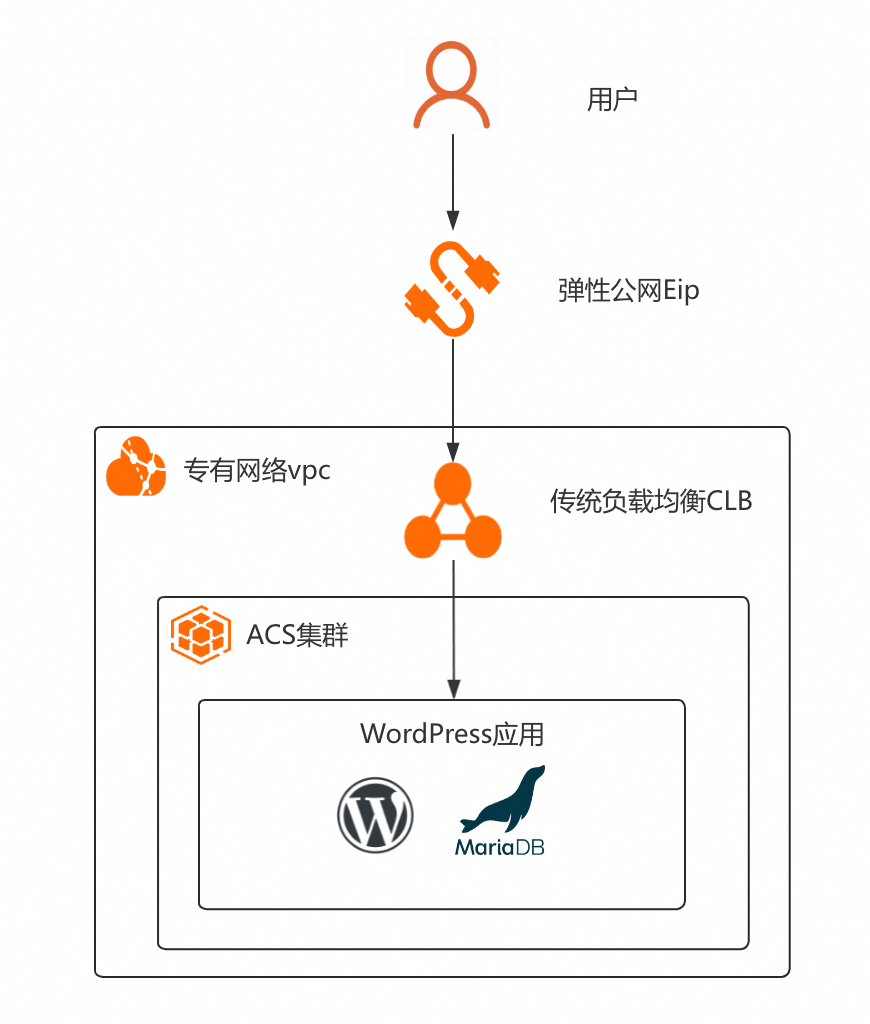 用户
弹性公网Eip
专有网络vpc
传统负载均衡CLB
ACS集群
WordPress应用
W
MariaDB